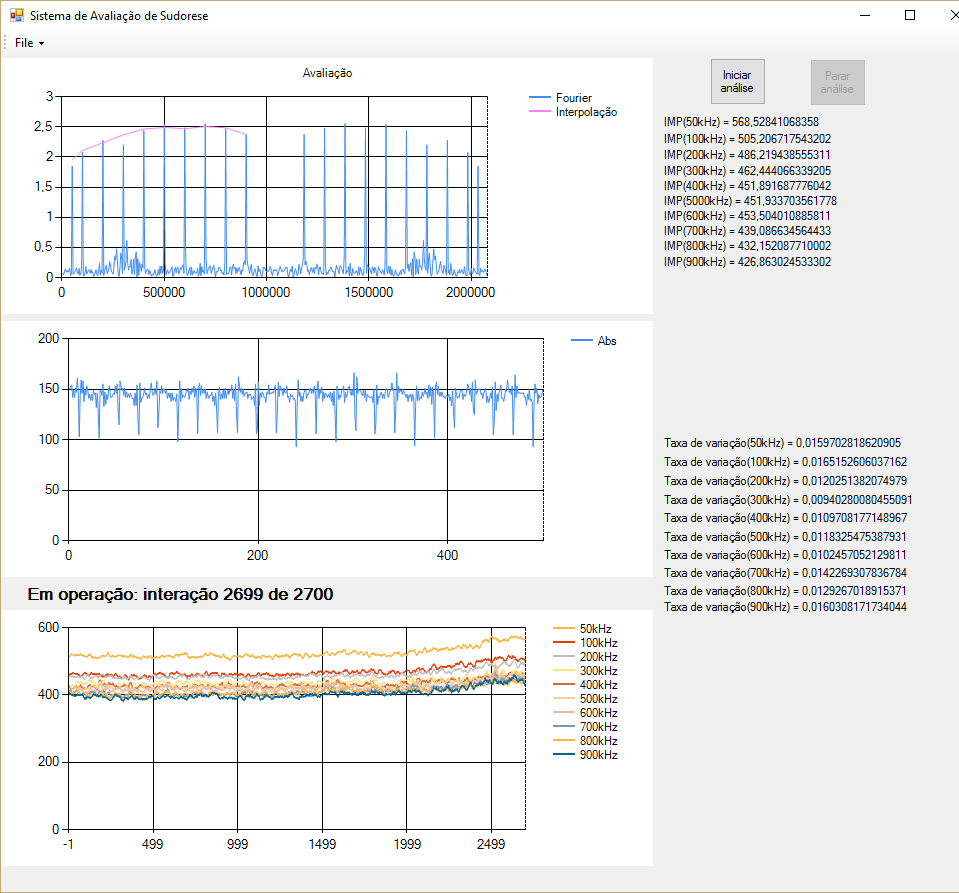 Sistema de Avaliação de Sudorese
File
Avaliação
3
2,5
2
1,5
1
0,5
0
0 500000 1000000 1500000 2000000
Fourier
Interpolação
Iniciar
análise
Parar
análise
IMP(50kHz) = 568,52841068358
IMP(100kHz) = 505,206717543202
IMP(200kHz) = 486,219438555311
IMP(300kHz) = 462,444066339205
IMP(400kHz) = 451,891687776042
IMP(5000kHz) = 451,933703561778
IMP(600kHz) = 453,504010885811
IMP(700kHz) = 439,086634564433
IMP(800kHz) = 432,152087710002
IMP(900kHz) = 426,863024533302
200
150
100
50
0
0 200 400
Abs
Taxa de variação(50kHz) = 0,0159702818620905
Taxa de variação(100kHz) = 0,0165152606037162
Taxa de variação(200kHz) = 0,0120251382074979
Taxa de variação(300kHz) = 0,00940280080455091
Taxa de variação(400kHz) = 0,0109708177148967
Taxa de variação(500kHz) = 0,0118325475387931
Taxa de variação(600kHz) = 0,0102457052129811
Taxa de variação(700kHz) = 0,0142269307836784
Taxa de variação(800kHz) = 0,0129267018915371
Taxa de variação(900kHz) = 0,0160308171734044
Em operação: interação 2699 de 2700
600
400
200
0
-1 499 999 1499 1999 2499
50kHz
100kHz
200kHz
300kHz
400kHz
500kHz
600kHz
700kHz
800kHz
900kHz